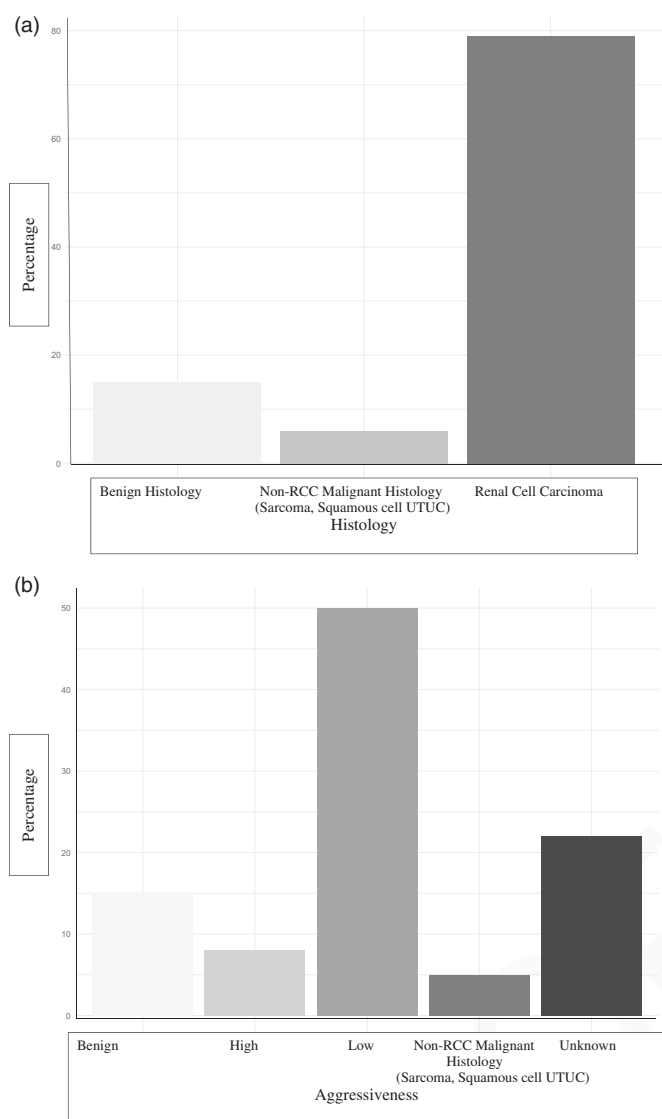 (a)
80
60
40
20
0
Percentage
Benign Histology
Non-RCC Malignant Histology
(Sarcoma, Squamous cell UTUC)
Renal Cell Carcinoma
Histology
(b)
50
40
30
20
10
0
Percentage
Benign
High
Low
Non-RCC Malignant
Histology
(Sarcoma, Squamous cell UTUC)
Unknown
Aggressiveness